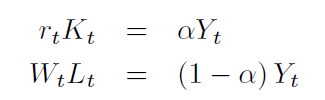 r_t K_t = αY_t
W_t L_t = (1 − α) Y_t